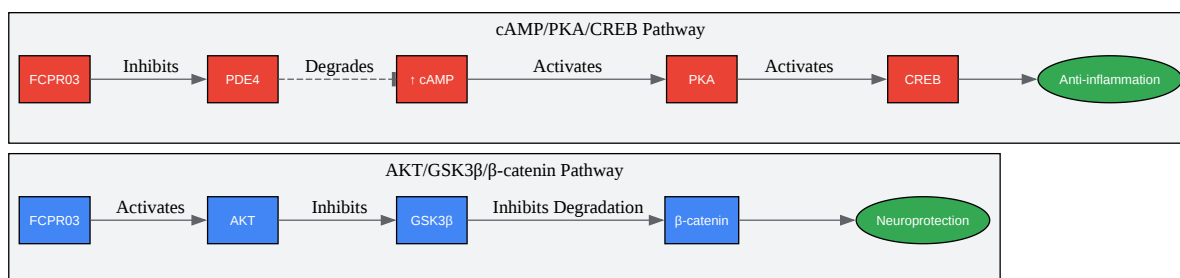 cAMP/PKA/CREB Pathway
FCPR03
Inhibits
PDE4
Degrades
↑ cAMP
Activates
PKA
Activates
CREB
Anti-inflammation
AKT/GSK3β/β-catenin Pathway
FCPR03
Activates
AKT
Inhibits
GSK3β
Inhibits Degradation
β-catenin
Neuroprotection